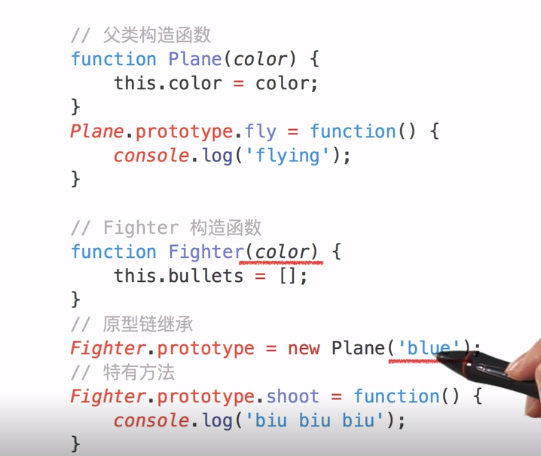 // 父类构造函数
function Plane(color) {
    this.color = color;
}
Plane.prototype.fly = function() {
    console.log('flying');
}
// Fighter 构造函数
function Fighter(color) {
    this.bullets = [];
}
// 原型链继承
Fighter.prototype = new Plane('blue');
// 特有方法
Fighter.prototype.shoot = function() {
    console.log('biu biu biu');
}